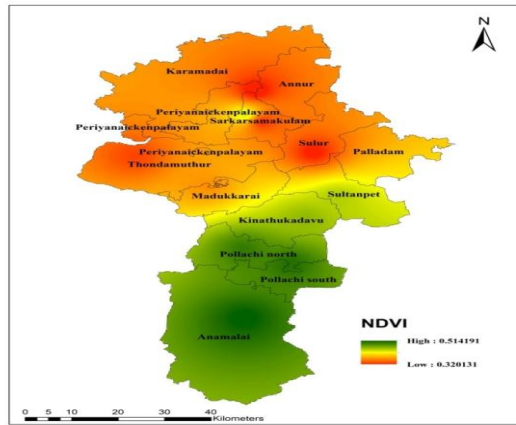 N
Karamadai
Annur
Periyanaickenpalayam
Sarkarsamakulam
Periyanaickenpalayam
Sulur
Periyanaickenpalayam
Palladam
Thondamuthur
Madukkarai
Sultanpet
Kinathukadavu
Pollachi north
Pollachi south
Anamalai
NDVI
High : 0.514191
Low : 0.320131
0 5 10 20 30 40
Kilometers